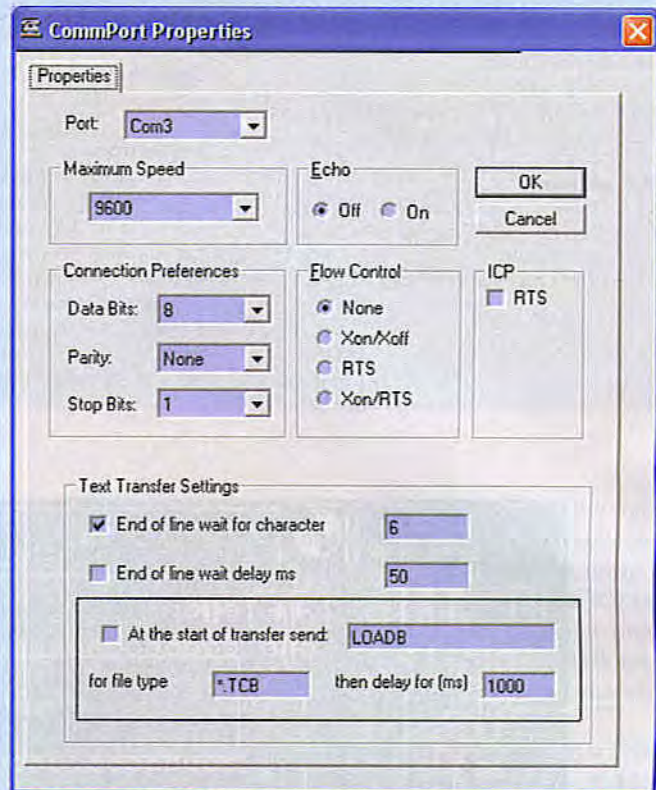 CommPort Properties
Properties
Port: Com3
Maximum Speed
9600
Echo
Off On
OK
Cancel
Connection Preferences
Data Bits: 8
Parity: None
Stop Bits: 1
Flow Control
None
Xon/Xoff
RTS
Xon/RTS
ICP
RTS
Text Transfer Settings
End of line wait for character 6
End of line wait delay ms 50
At the start of transfer send: LOADB
for file type *.TCB then delay for (ms) 1000